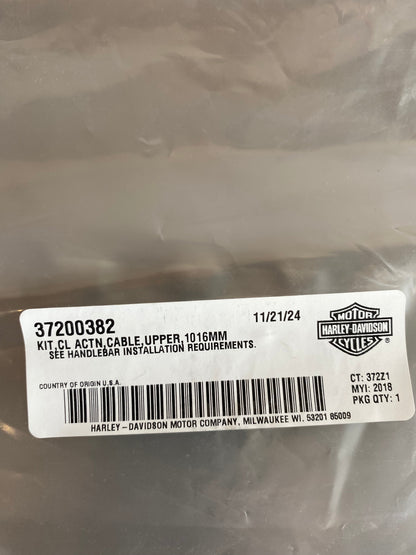 37200382 11/21/24
KIT,CL ACTN,CABLE,UPPER,1016MM
SEE HANDLEBAR INSTALLATION REQUIREMENTS.
MOTOR
HARLEY-DAVIDSON
CYCLES
®
COUNTRY OF ORIGIN U.S.A.
CT: 372Z1
MYI: 2018
PKG QTY: 1
HARLEY-DAVIDSON MOTOR COMPANY, MILWAUKEE WI. 53201 85009